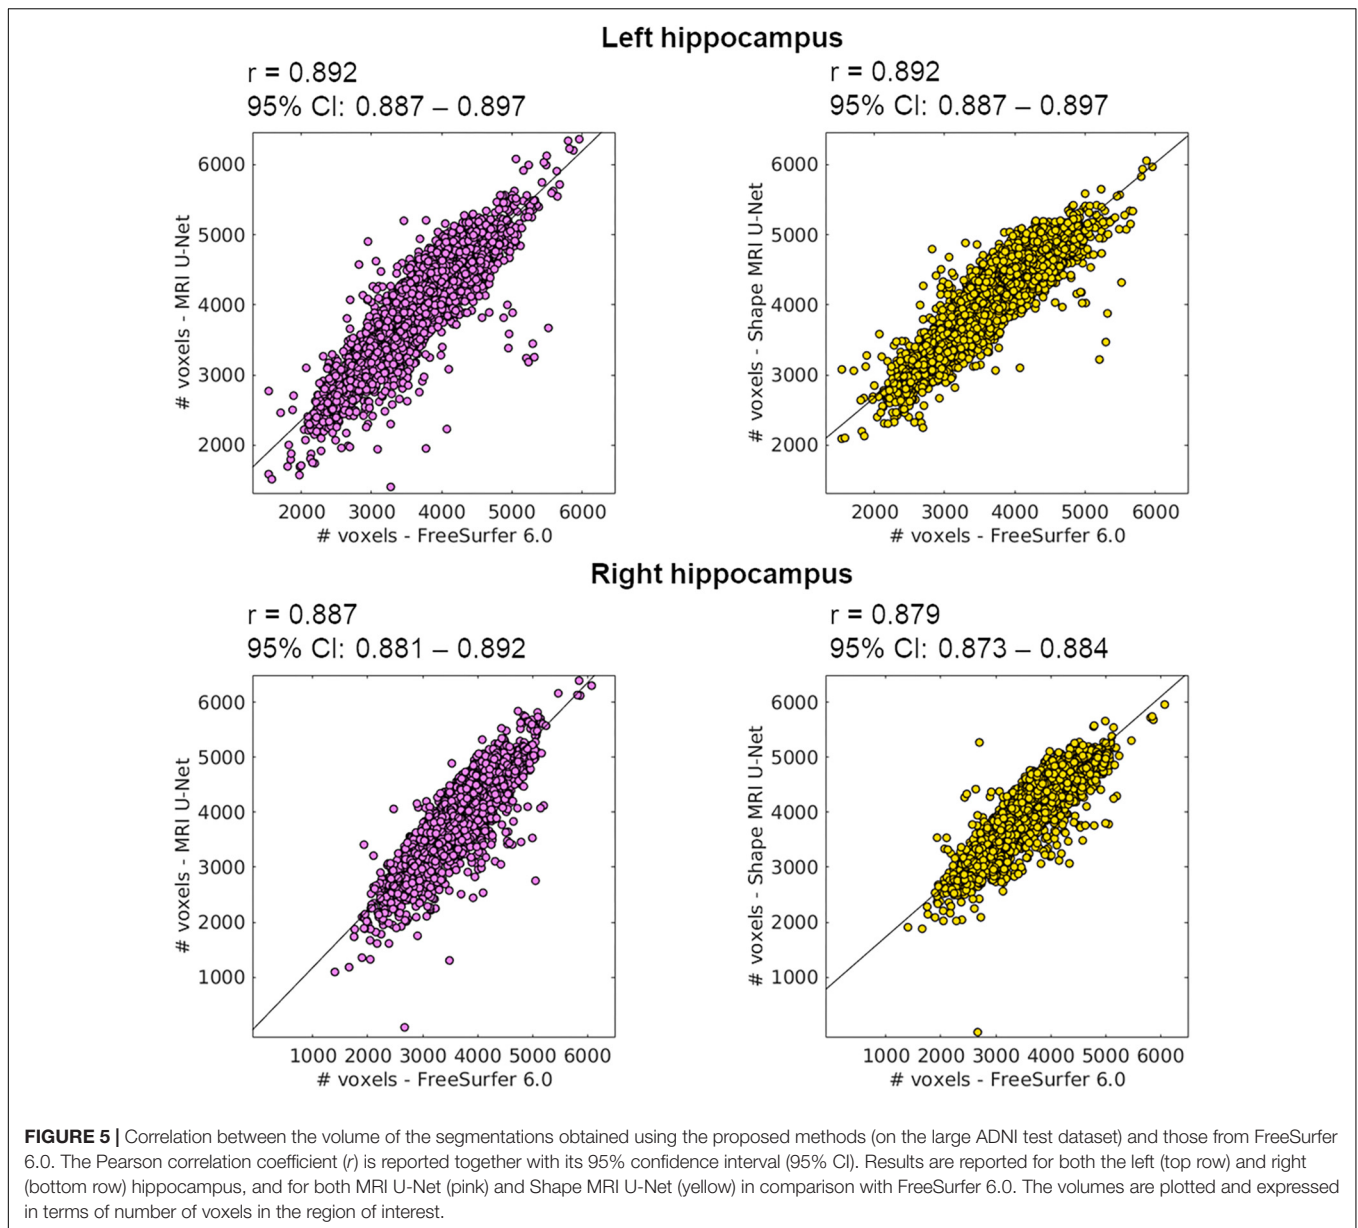 Left hippocampus
r = 0.892
95% CI: 0.887 – 0.897
r = 0.892
95% CI: 0.887 – 0.897
# voxels - MRI U-Net
6000
5000
4000
3000
2000
2000 3000 4000 5000 6000
# voxels - FreeSurfer 6.0
# voxels - Shape MRI U-Net
6000
5000
4000
3000
2000
2000 3000 4000 5000 6000
# voxels - FreeSurfer 6.0
Right hippocampus
r = 0.887
95% CI: 0.881 – 0.892
r = 0.879
95% CI: 0.873 – 0.884
# voxels - MRI U-Net
6000
5000
4000
3000
2000
1000
1000 2000 3000 4000 5000 6000
# voxels - FreeSurfer 6.0
# voxels - Shape MRI U-Net
6000
5000
4000
3000
2000
1000
1000 2000 3000 4000 5000 6000
# voxels - FreeSurfer 6.0
FIGURE 5 | Correlation between the volume of the segmentations obtained using the proposed methods (on the large ADNI test dataset) and those from FreeSurfer
6.0. The Pearson correlation coefficient (r) is reported together with its 95% confidence interval (95% CI). Results are reported for both the left (top row) and right
(bottom row) hippocampus, and for both MRI U-Net (pink) and Shape MRI U-Net (yellow) in comparison with FreeSurfer 6.0. The volumes are plotted and expressed
in terms of number of voxels in the region of interest.